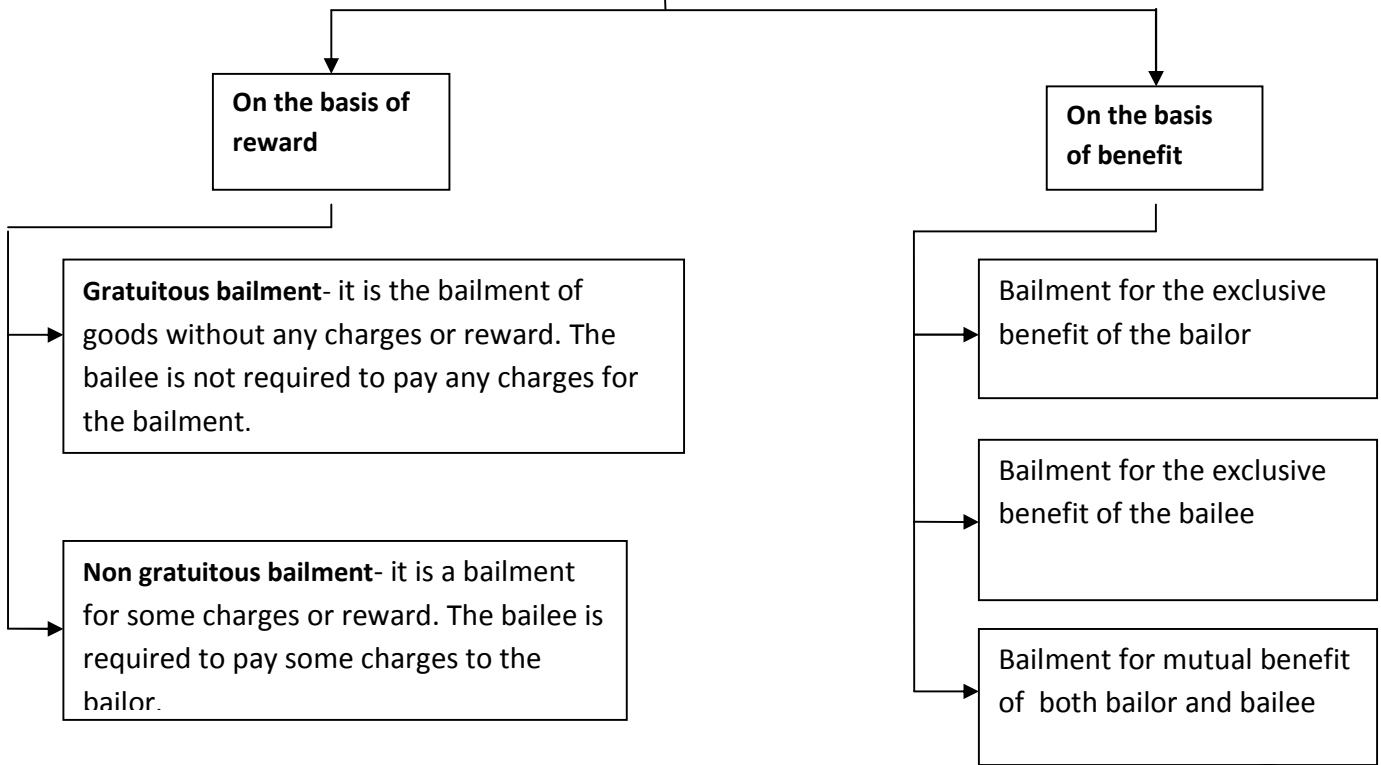 On the basis of
reward
Gratuitous bailment- it is the bailment of
goods without any charges or reward. The
bailee is not required to pay any charges for
the bailment.
Non gratuitous bailment- it is a bailment
for some charges or reward. The bailee is
required to pay some charges to the
bailor.
On the basis
of benefit
Bailment for the exclusive
benefit of the bailor
Bailment for the exclusive
benefit of the bailee
Bailment for mutual benefit
of both bailor and bailee